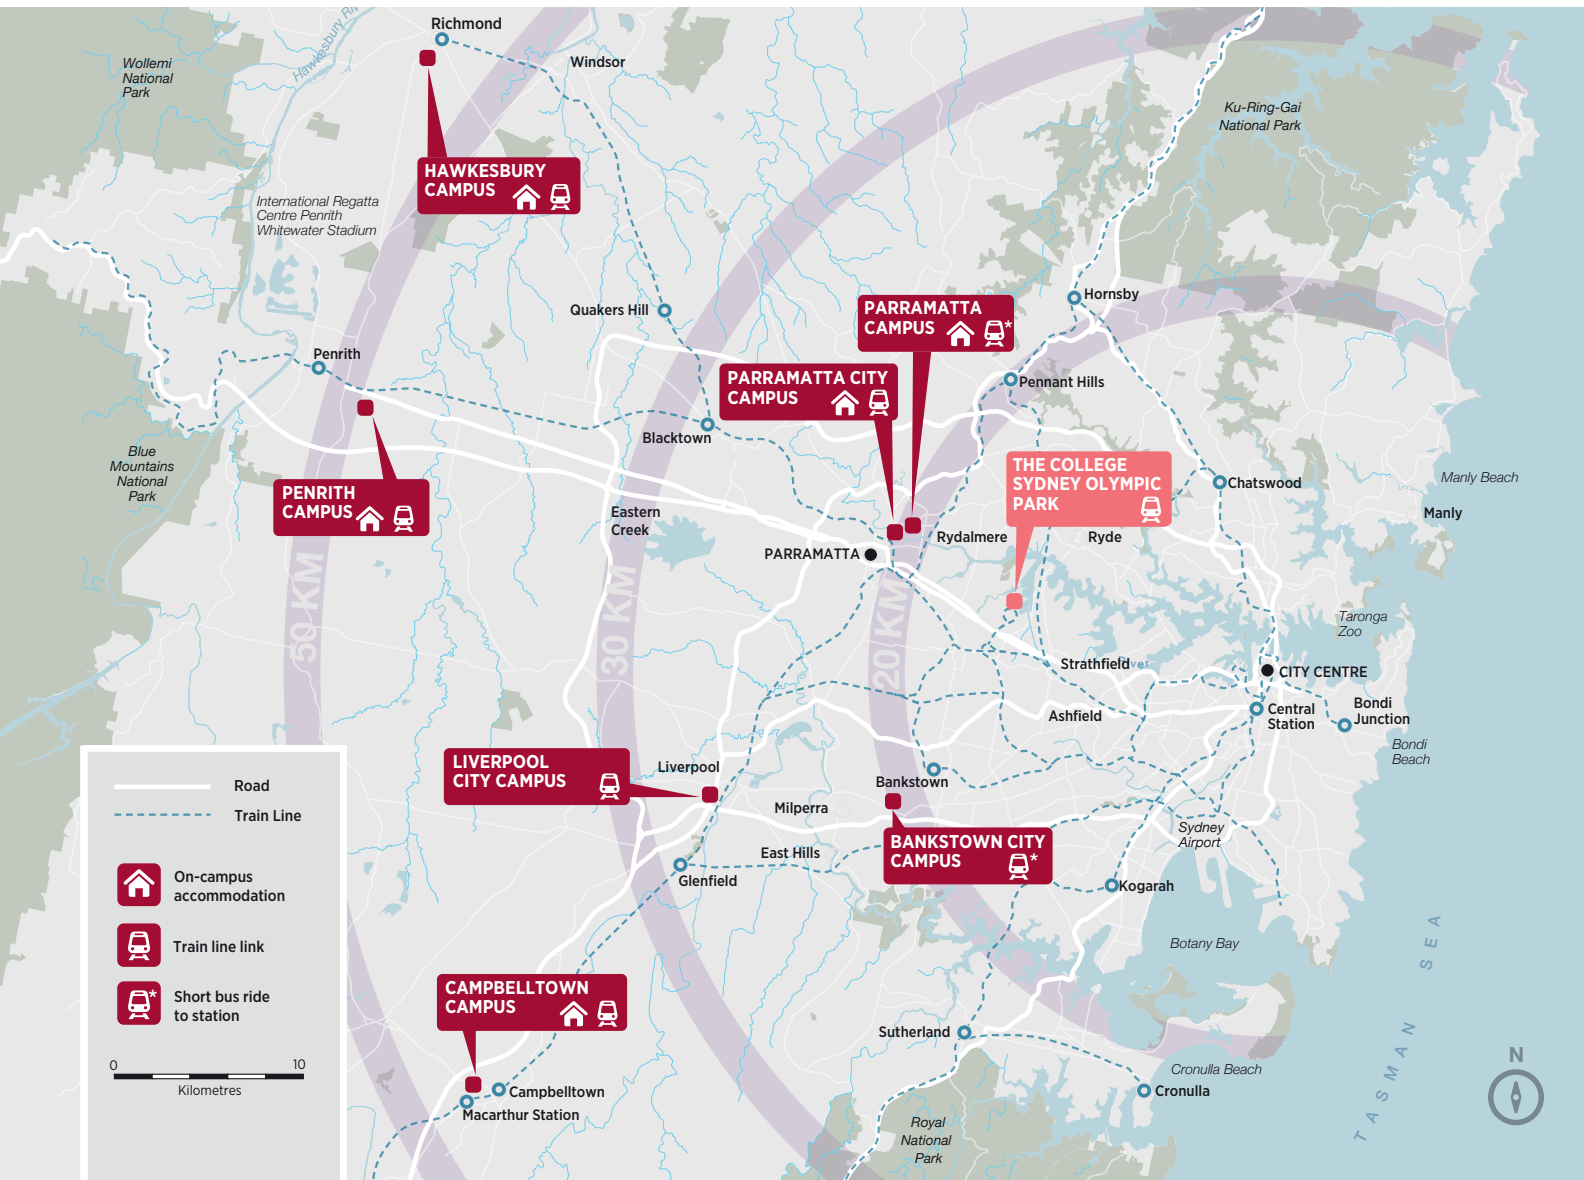 Richmond
Hawkesbury Riv
Wollemi
National
Park
Windsor
Ku-Ring-Gai
National Park
HAWKESBURY
CAMPUS
International Regatta
Centre Penrith
Whitewater Stadium
Quakers Hill
Hornsby
PARRAMATTA
CAMPUS
*
Penrith
PARRAMATTA CITY
CAMPUS
Pennant Hills
Blacktown
Blue
Mountains
National
Park
THE COLLEGE
SYDNEY OLYMPIC
PARK
Chatswood
Manly Beach
Manly
PENRITH
CAMPUS
Eastern
Creek
PARRAMATTA
Rydalmere
Ryde
50 KM
30 KM
20 KM
Taronga
Zoo
Strathfield
iver
CITY CENTRE
Ashfield
Central
Station
Bondi
Junction
Bondi
Beach
LIVERPOOL
CITY CAMPUS
Liverpool
Bankstown
Milperra
Sydney
Airport
BANKSTOWN CITY
CAMPUS
*
East Hills
Glenfield
Kogarah
Botany Bay
TASMAN SEA
CAMPBELLTOWN
CAMPUS
Sutherland
Cronulla Beach
Cronulla
Campbelltown
Macarthur Station
Royal
National
Park
N
Road
Train Line
On-campus
accommodation
Train line link
*
Short bus ride
to station
0 10
Kilometres